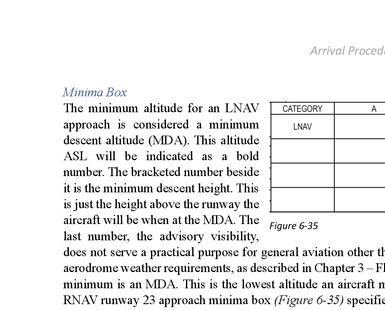 Arrival Proced
Minima Box
The minimum altitude for an LNAV
approach is considered a minimum
descent altitude (MDA). This altitude
ASL will be indicated as a bold
number. The bracketed number beside
it is the minimum descent height. This
is just the height above the runway the
aircraft will be when at the MDA. The
last number, the advisory visibility,
CATEGORY A
LNAV
Figure 6-35
does not serve a practical purpose for general aviation other th
aerodrome weather requirements, as described in Chapter 3 – Fl
minimum is an MDA. This is the lowest altitude an aircraft m
RNAV runway 23 approach minima box (Figure 6-35) specifie